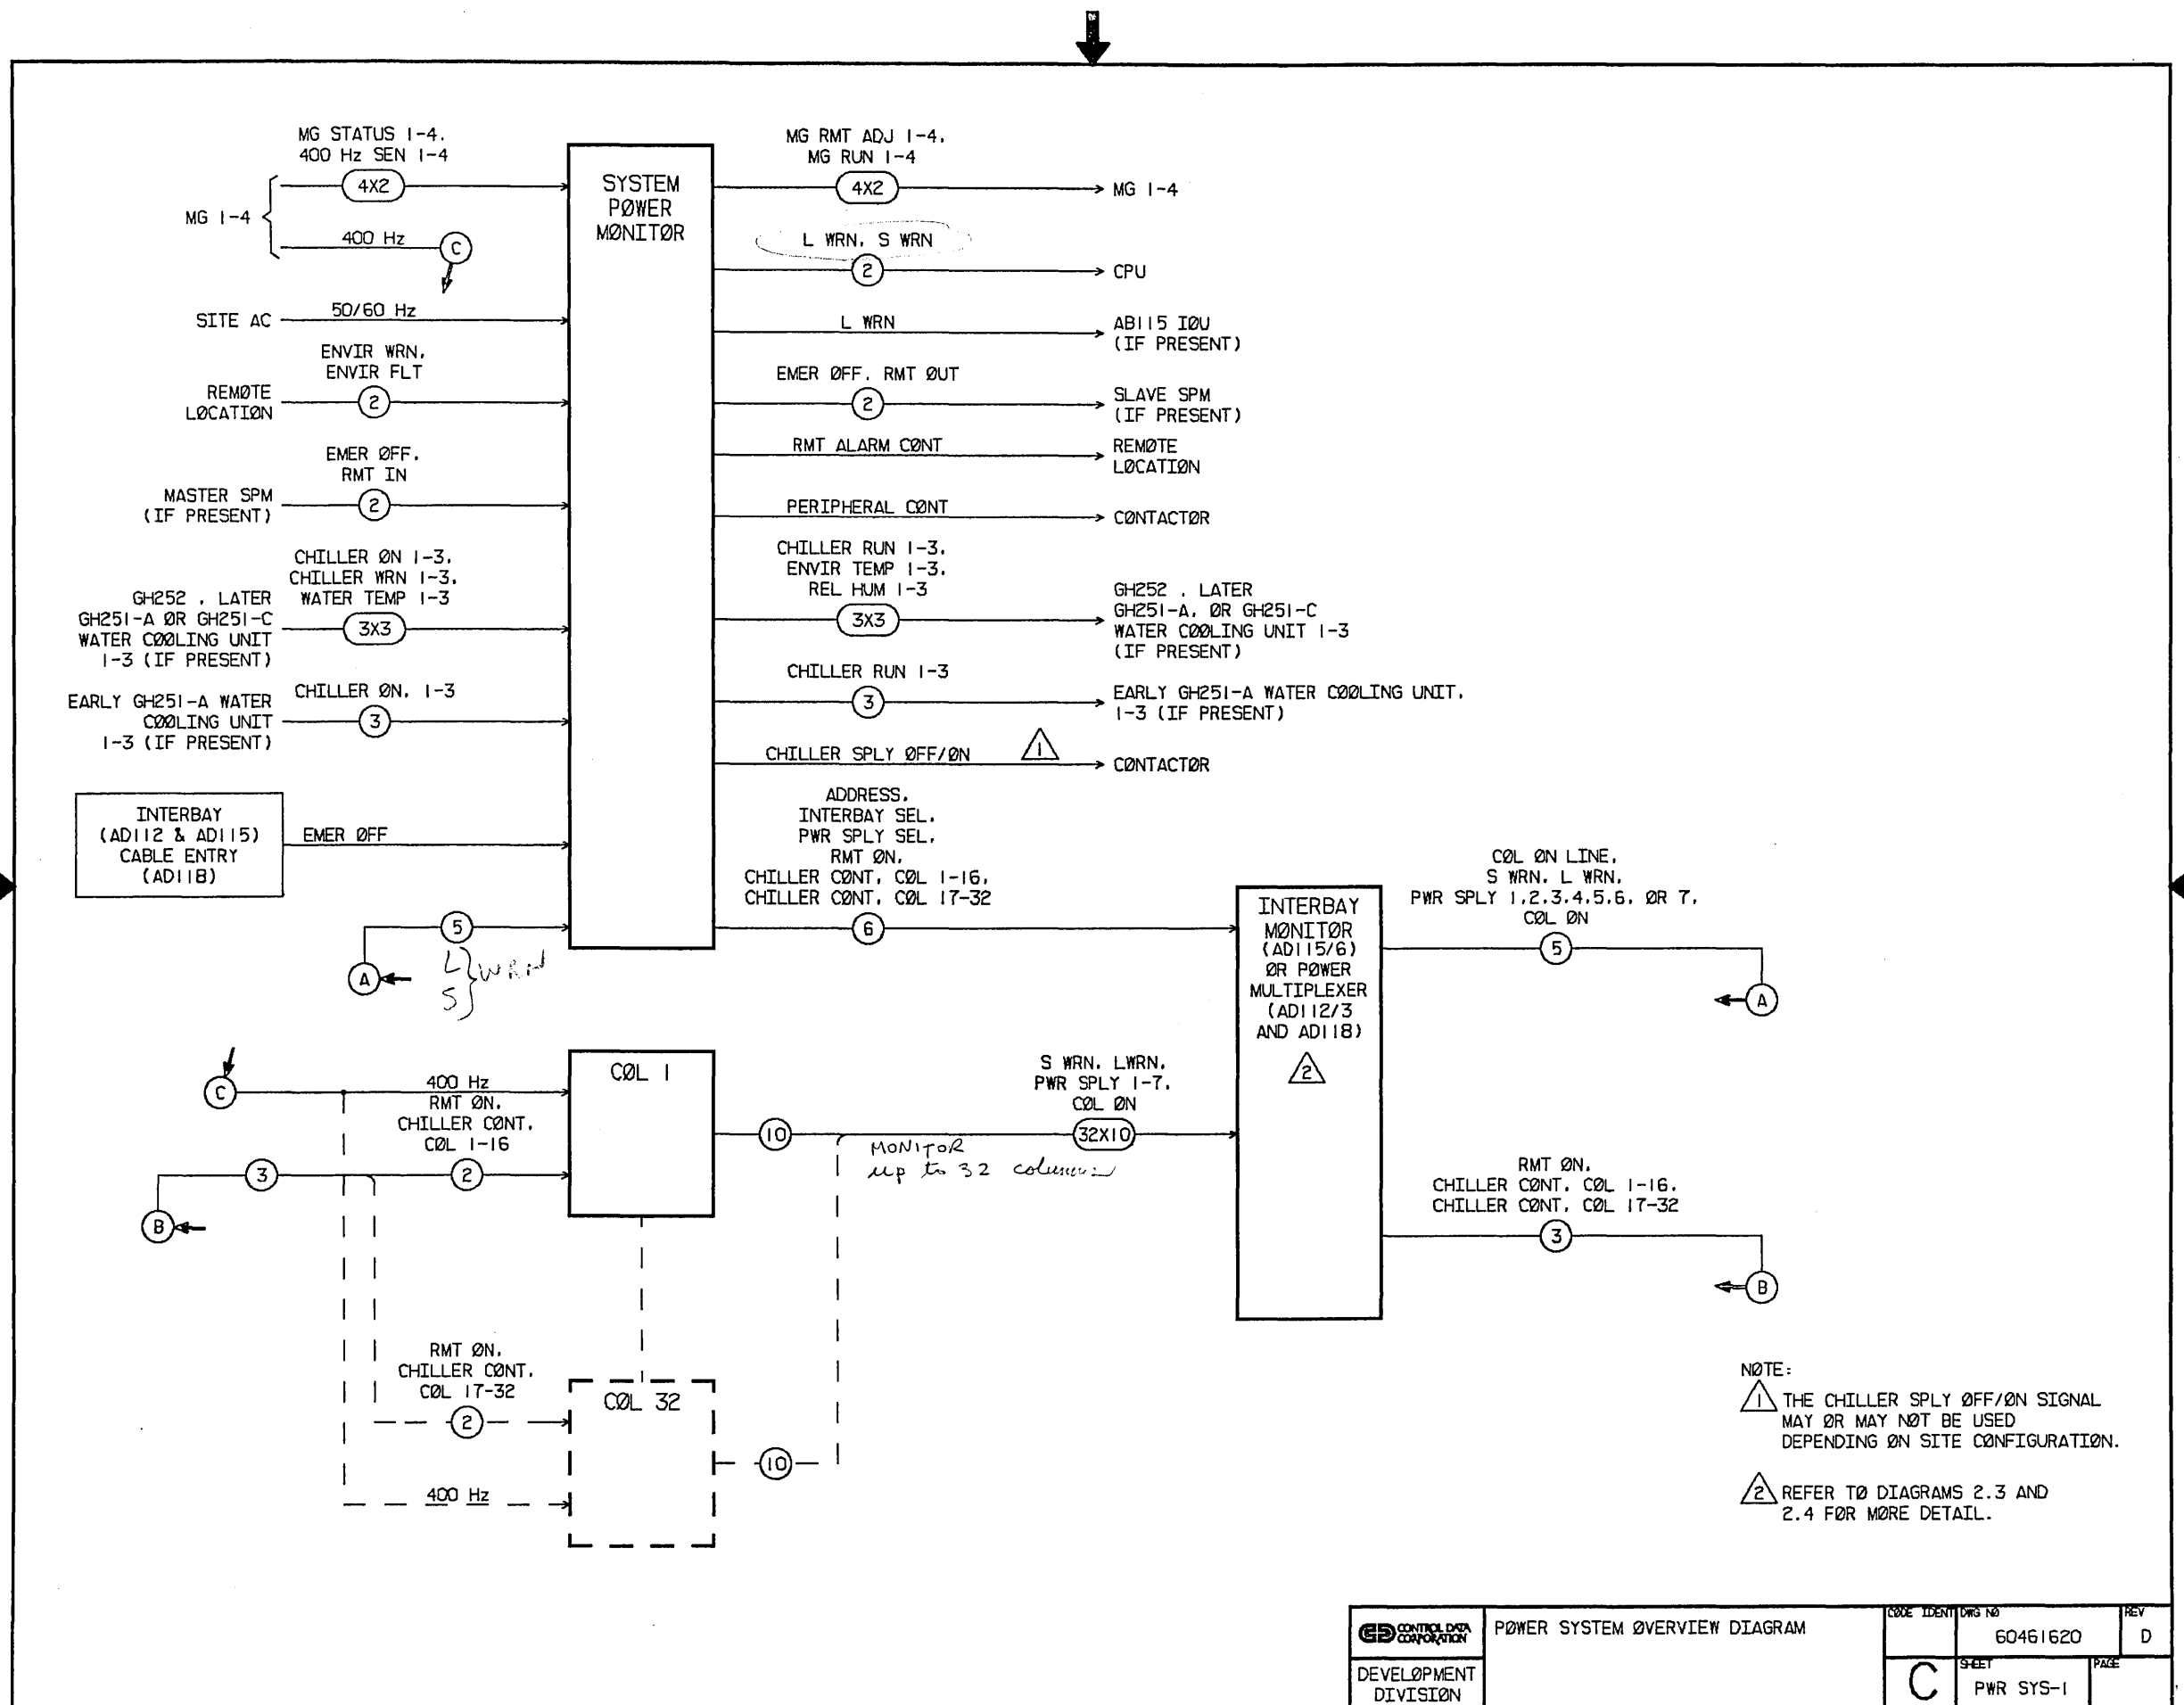 MG STATUS 1-4.
400 Hz SEN 1-4
4X2
MG 1-4
400 Hz
C
SITE AC
50/60 Hz
ENVIR WRN,
ENVIR FLT
REMØTE
LØCATIØN
2
EMER ØFF.
RMT IN
MASTER SPM
(IF PRESENT)
2
CHILLER ØN 1-3,
CHILLER WRN 1-3,
WATER TEMP 1-3
GH252 . LATER
GH251-A ØR GH251-C
WATER CØØLING UNIT
1-3 (IF PRESENT)
3X3
CHILLER ØN. 1-3
EARLY GH251-A WATER
CØØLING UNIT
1-3 (IF PRESENT)
3
INTERBAY
(AD112 & AD115)
CABLE ENTRY
(AD118)
EMER ØFF
5
A
L
S
WRN
SYSTEM
PØWER
MØNITØR
MG RMT ADJ 1-4,
MG RUN 1-4
4X2
MG 1-4
L WRN. S WRN
2
CPU
L WRN
AB115 IØU
(IF PRESENT)
EMER ØFF. RMT ØUT
2
SLAVE SPM
(IF PRESENT)
RMT ALARM CØNT
REMØTE
LØCATIØN
PERIPHERAL CØNT
CØNTACTØR
CHILLER RUN 1-3,
ENVIR TEMP 1-3.
REL HUM 1-3
3X3
GH252 . LATER
GH251-A. ØR GH251-C
WATER CØØLING UNIT 1-3
(IF PRESENT)
CHILLER RUN 1-3
3
EARLY GH251-A WATER CØØLING UNIT.
1-3 (IF PRESENT)
CHILLER SPLY ØFF/ØN
1
CØNTACTØR
ADDRESS.
INTERBAY SEL.
PWR SPLY SEL.
RMT ØN.
CHILLER CØNT. CØL 1-16,
CHILLER CØNT. CØL 17-32
6
INTERBAY
MØNITØR
(AD115/6)
ØR PØWER
MULTIPLEXER
(AD112/3
AND AD118)
2
CØL ØN LINE.
S WRN. L WRN.
PWR SPLY 1,2,3,4,5,6. ØR 7.
CØL ØN
5
A
C
400 Hz
RMT ØN.
CHILLER CØNT.
CØL 1-16
3
2
B
CØL 1
10
MONITOR
up to 32 columns
S WRN. LWRN.
PWR SPLY 1-7.
CØL ØN
32X10
RMT ØN.
CHILLER CØNT. CØL 1-16.
CHILLER CØNT. CØL 17-32
3
B
RMT ØN.
CHILLER CØNT.
CØL 17-32
2
400 Hz
CØL 32
10
NØTE:
1 THE CHILLER SPLY ØFF/ØN SIGNAL
MAY ØR MAY NØT BE USED
DEPENDING ØN SITE CØNFIGURATIØN.
2 REFER TØ DIAGRAMS 2.3 AND
2.4 FØR MØRE DETAIL.
CONTROL DATA
CORPORATION
DEVELØPMENT
DIVISIØN
PØWER SYSTEM ØVERVIEW DIAGRAM
CØDE IDENT
C
DWG NØ
60461620
REV
D
SHEET
PWR SYS-1
PAGE